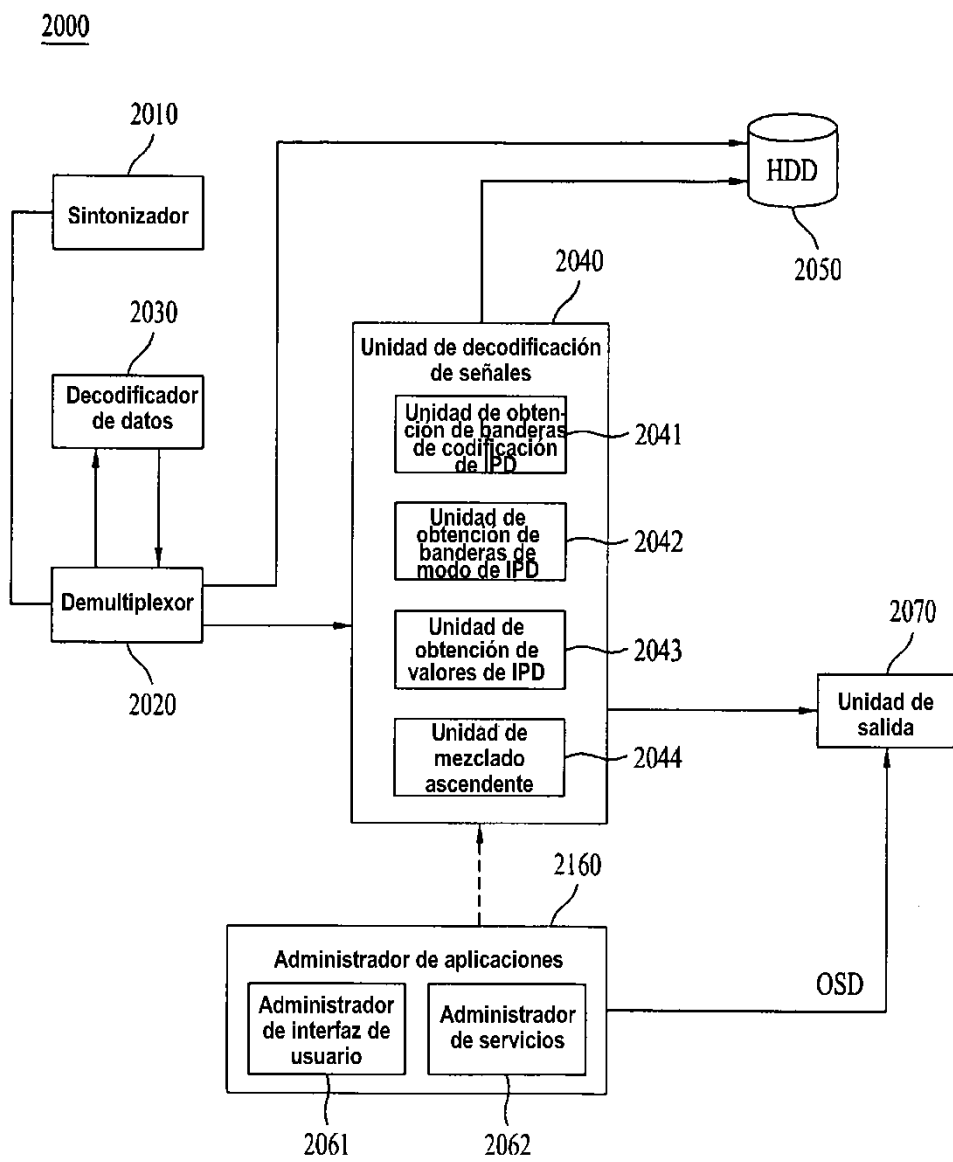 2000
2010
Sintonizador
HDD
2050
2030
Decodificador
de datos
2040
Unidad de decodificación
de señales
Unidad de obten-
ción de banderas
de codificación
de IPD
2041
Unidad de
obtención de
banderas de
modo de IPD
2042
Demultiplexor
2020
Unidad de
obtención de
valores de IPD
2043
2070
Unidad de
salida
Unidad de
mezclado
ascendente
2044
2160
Administrador de aplicaciones
Administrador
de interfaz de
usuario
Administrador
de servicios
OSD
2061
2062